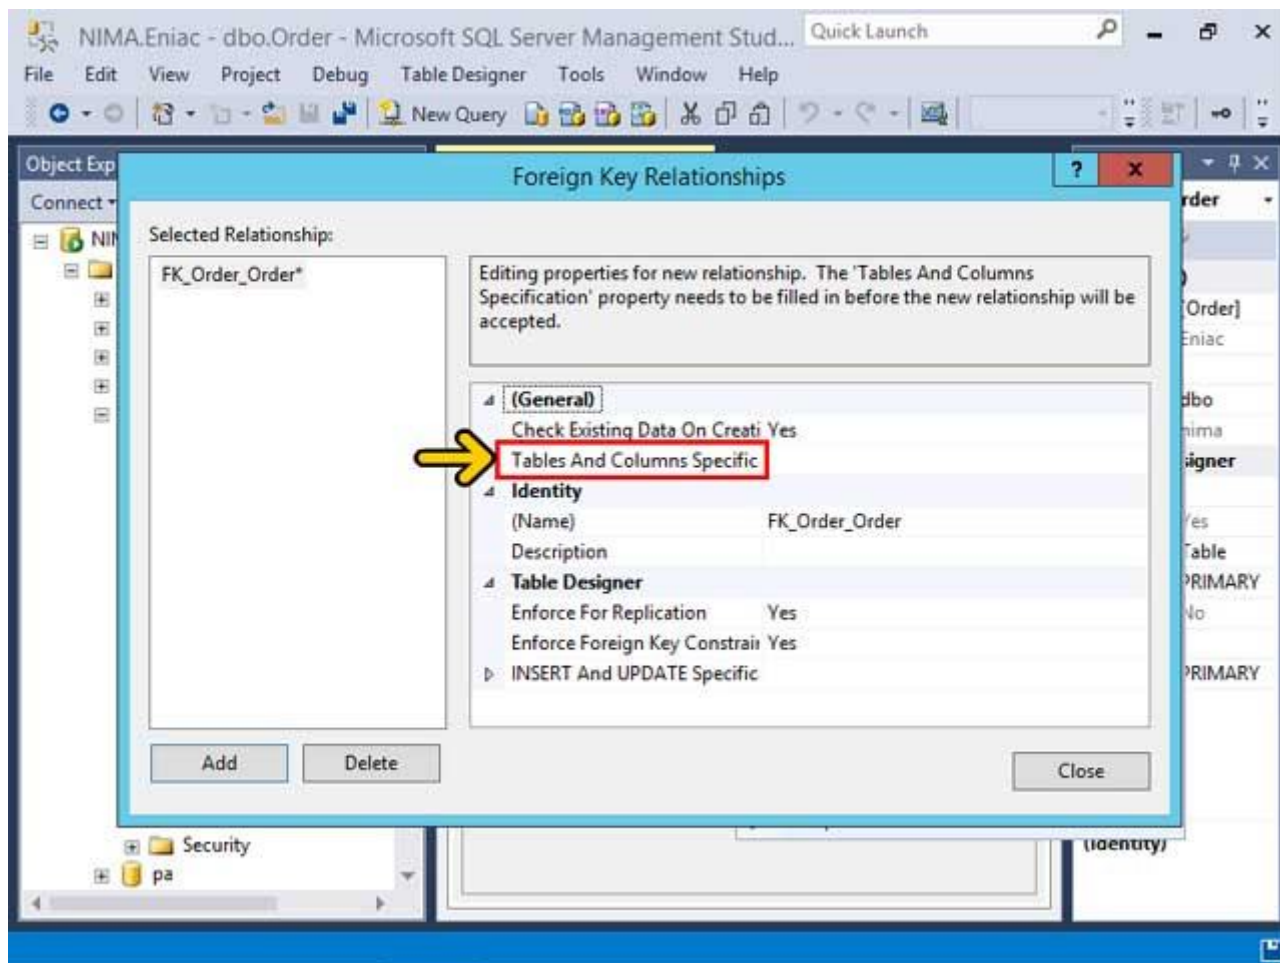 NIMA.Eniac - dbo.Order - Microsoft SQL Server Management Stud...
Quick Launch
File Edit View Project Debug Table Designer Tools Window Help
New Query
Object Exp
Foreign Key Relationships
?
x
Connect
rder
Selected Relationship:
FK_Order_Order*
Editing properties for new relationship. The 'Tables And Columns
Specification' property needs to be filled in before the new relationship will be
accepted.
(General)
Check Existing Data On Creati Yes
Tables And Columns Specific
Identity
(Name) FK_Order_Order
Description
Table Designer
Enforce For Replication Yes
Enforce Foreign Key Constrai Yes
INSERT And UPDATE Specific
Add
Delete
Close
Order]
Eniac
dbo
nima
igner
Yes
Table
PRIMARY
No
PRIMARY
(Identity)
Security
pa